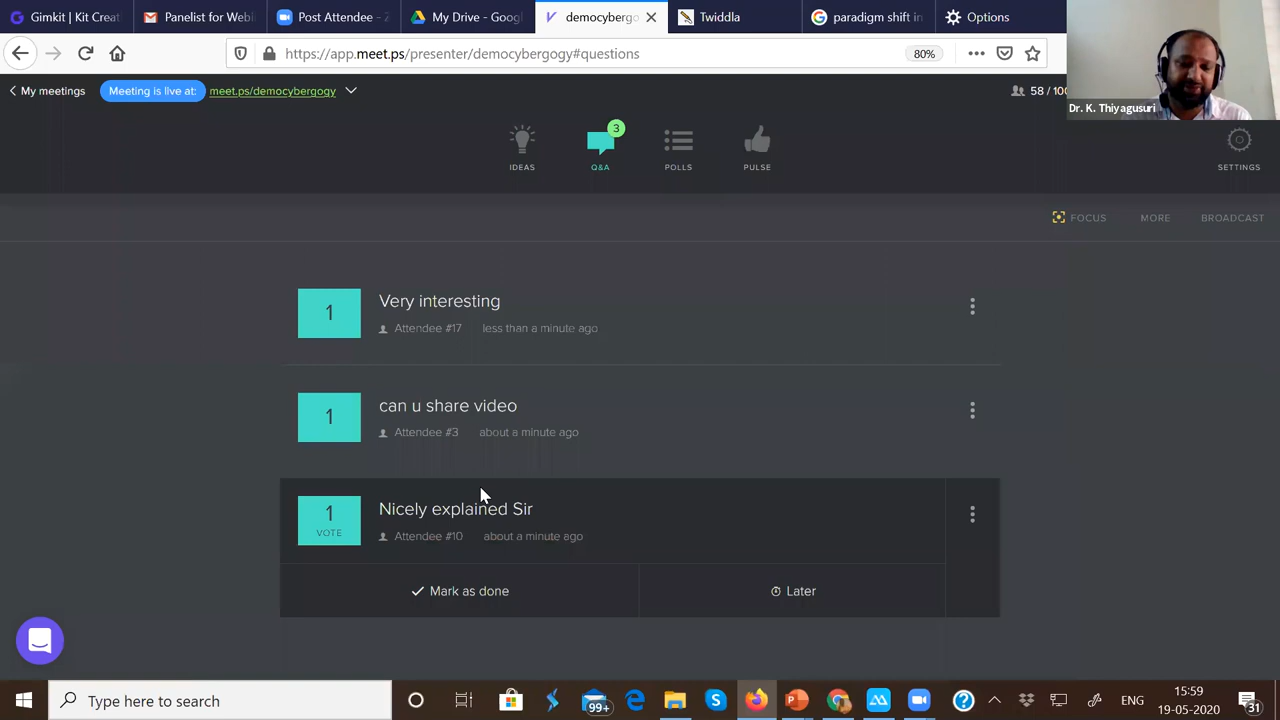 Gimkit | Kit Creat
Panelist for Webi
Post Attendee - Z
My Drive - Googl
democybergo
Twiddla
paradigm shift in
Options
https://app.meet.ps/presenter/democybergogy#questions
80%
My meetings
Meeting is live at:
meet.ps/democybergogy
58 / 100
Dr. K. Thiyagusuri
3
IDEAS
Q&A
POLLS
PULSE
SETTINGS
FOCUS
MORE
BROADCAST
1
Very interesting
Attendee #17 less than a minute ago
1
can u share video
Attendee #3 about a minute ago
1
VOTE
Nicely explained Sir
Attendee #10 about a minute ago
Mark as done
Later
Type here to search
99+
ENG
15:59
19-05-2020
31